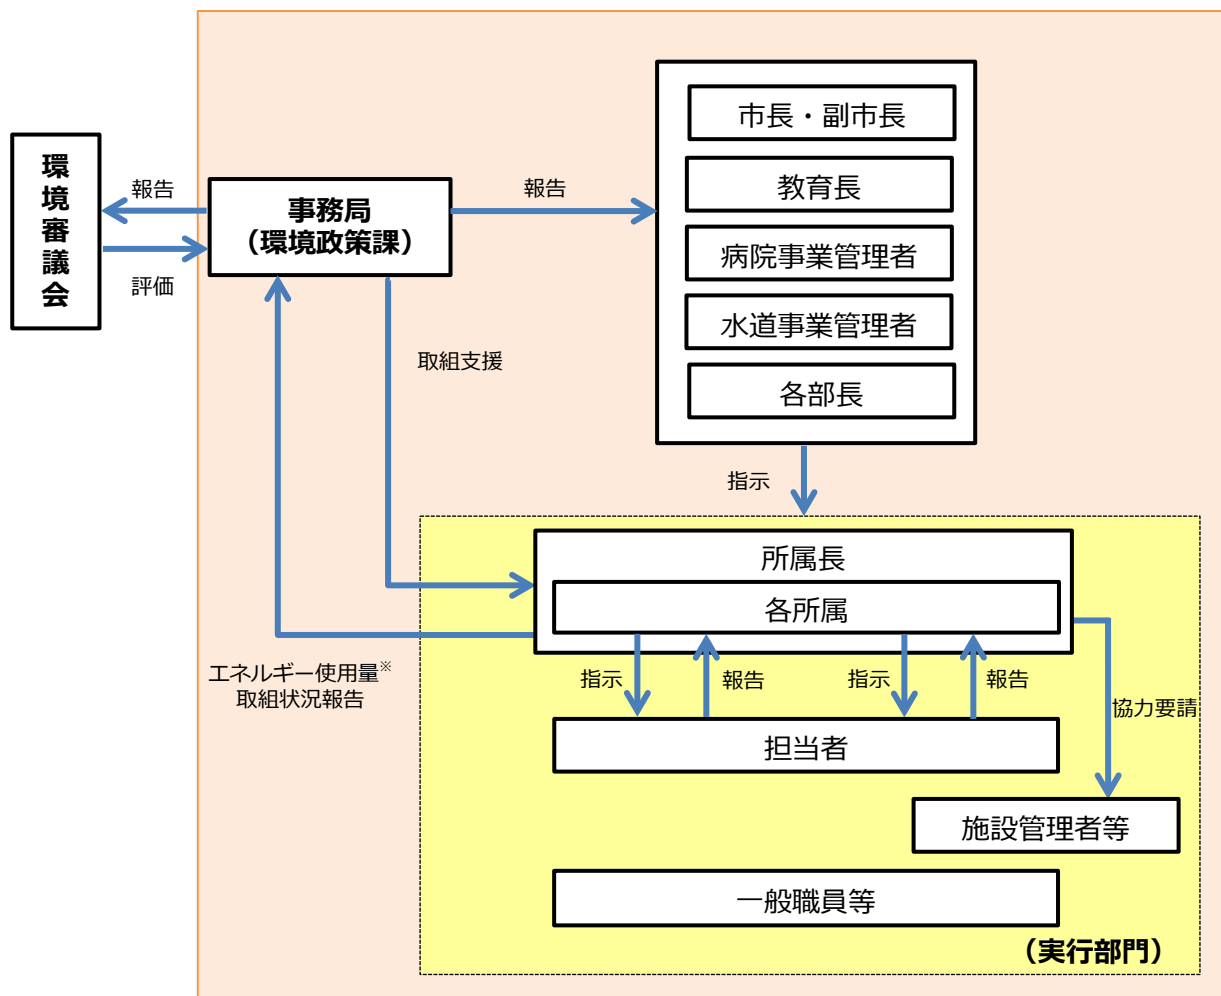 環境審議会
報告
評価
事務局
（環境政策課）
報告
市長・副市長
教育長
病院事業管理者
水道事業管理者
各部長
取組支援
指示
所属長
各所属
エネルギー使用量※
取組状況報告
指示
報告
指示
報告
協力要請
担当者
施設管理者等
一般職員等
（実行部門）